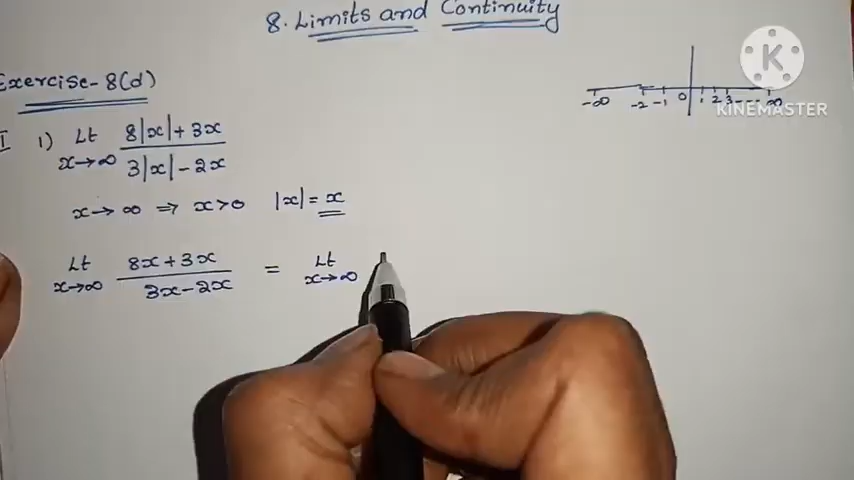 8. Limits and Continuity
Exercise-8(d)
I 1) Lt x→∞ 8|x|+3x / 3|x|-2x
x→∞ ⇒ x>0 |x|=x
Lt x→∞ 8x+3x / 3x-2x = Lt x→∞
-∞ -2 -1 0 1 2 3 ∞
K
KINEMASTER